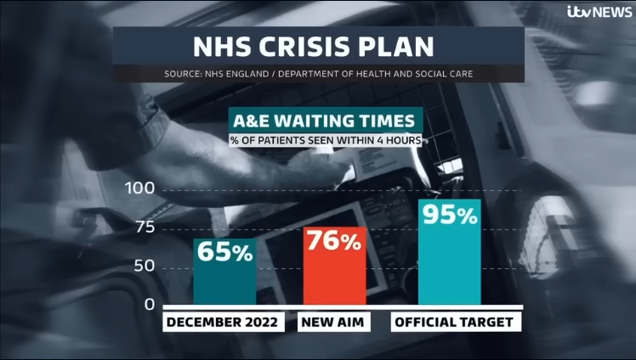 itv NEWS
NHS CRISIS PLAN
SOURCE: NHS ENGLAND / DEPARTMENT OF HEALTH AND SOCIAL CARE
A&E WAITING TIMES
% OF PATIENTS SEEN WITHIN 4 HOURS
100
75
50
0
65%
76%
95%
DECEMBER 2022
NEW AIM
OFFICIAL TARGET